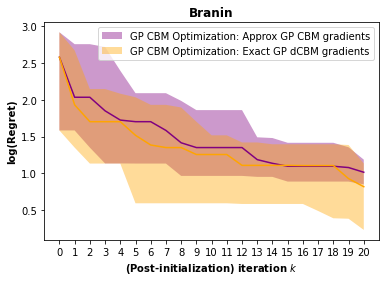 Branin
GP CBM Optimization: Approx GP CBM gradients
GP CBM Optimization: Exact GP dCBM gradients
log(Regret)
3.0
2.5
2.0
1.5
1.0
0.5
0 1 2 3 4 5 6 7 8 9 10 11 12 13 14 15 16 17 18 19 20
(Post-initialization) iteration k